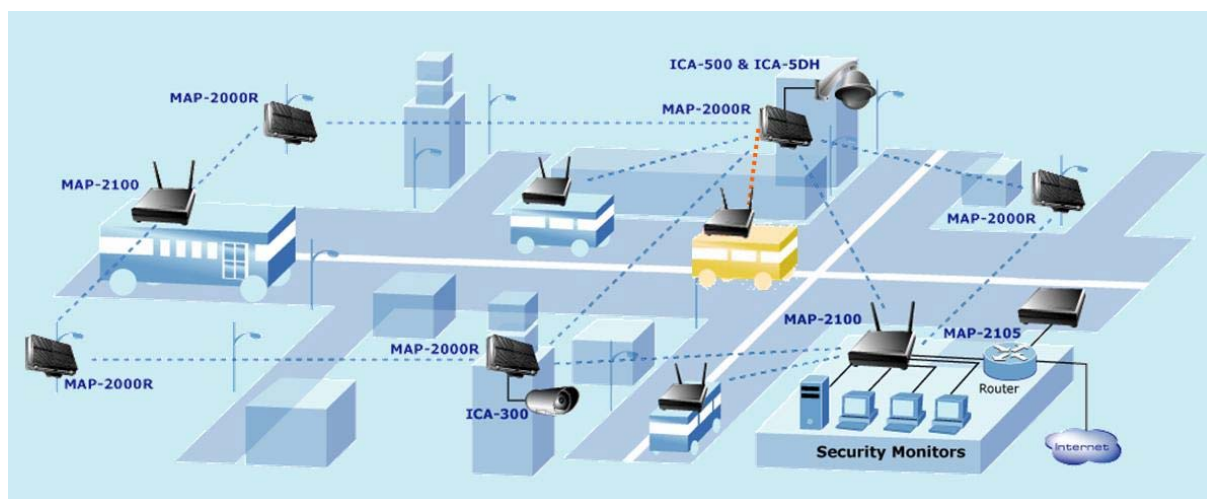 ICA-500 & ICA-5DH
MAP-2000R
MAP-2000R
MAP-2100
MAP-2000R
MAP-2100
MAP-2105
MAP-2000R
MAP-2000R
Router
ICA-300
Security Monitors
Internet